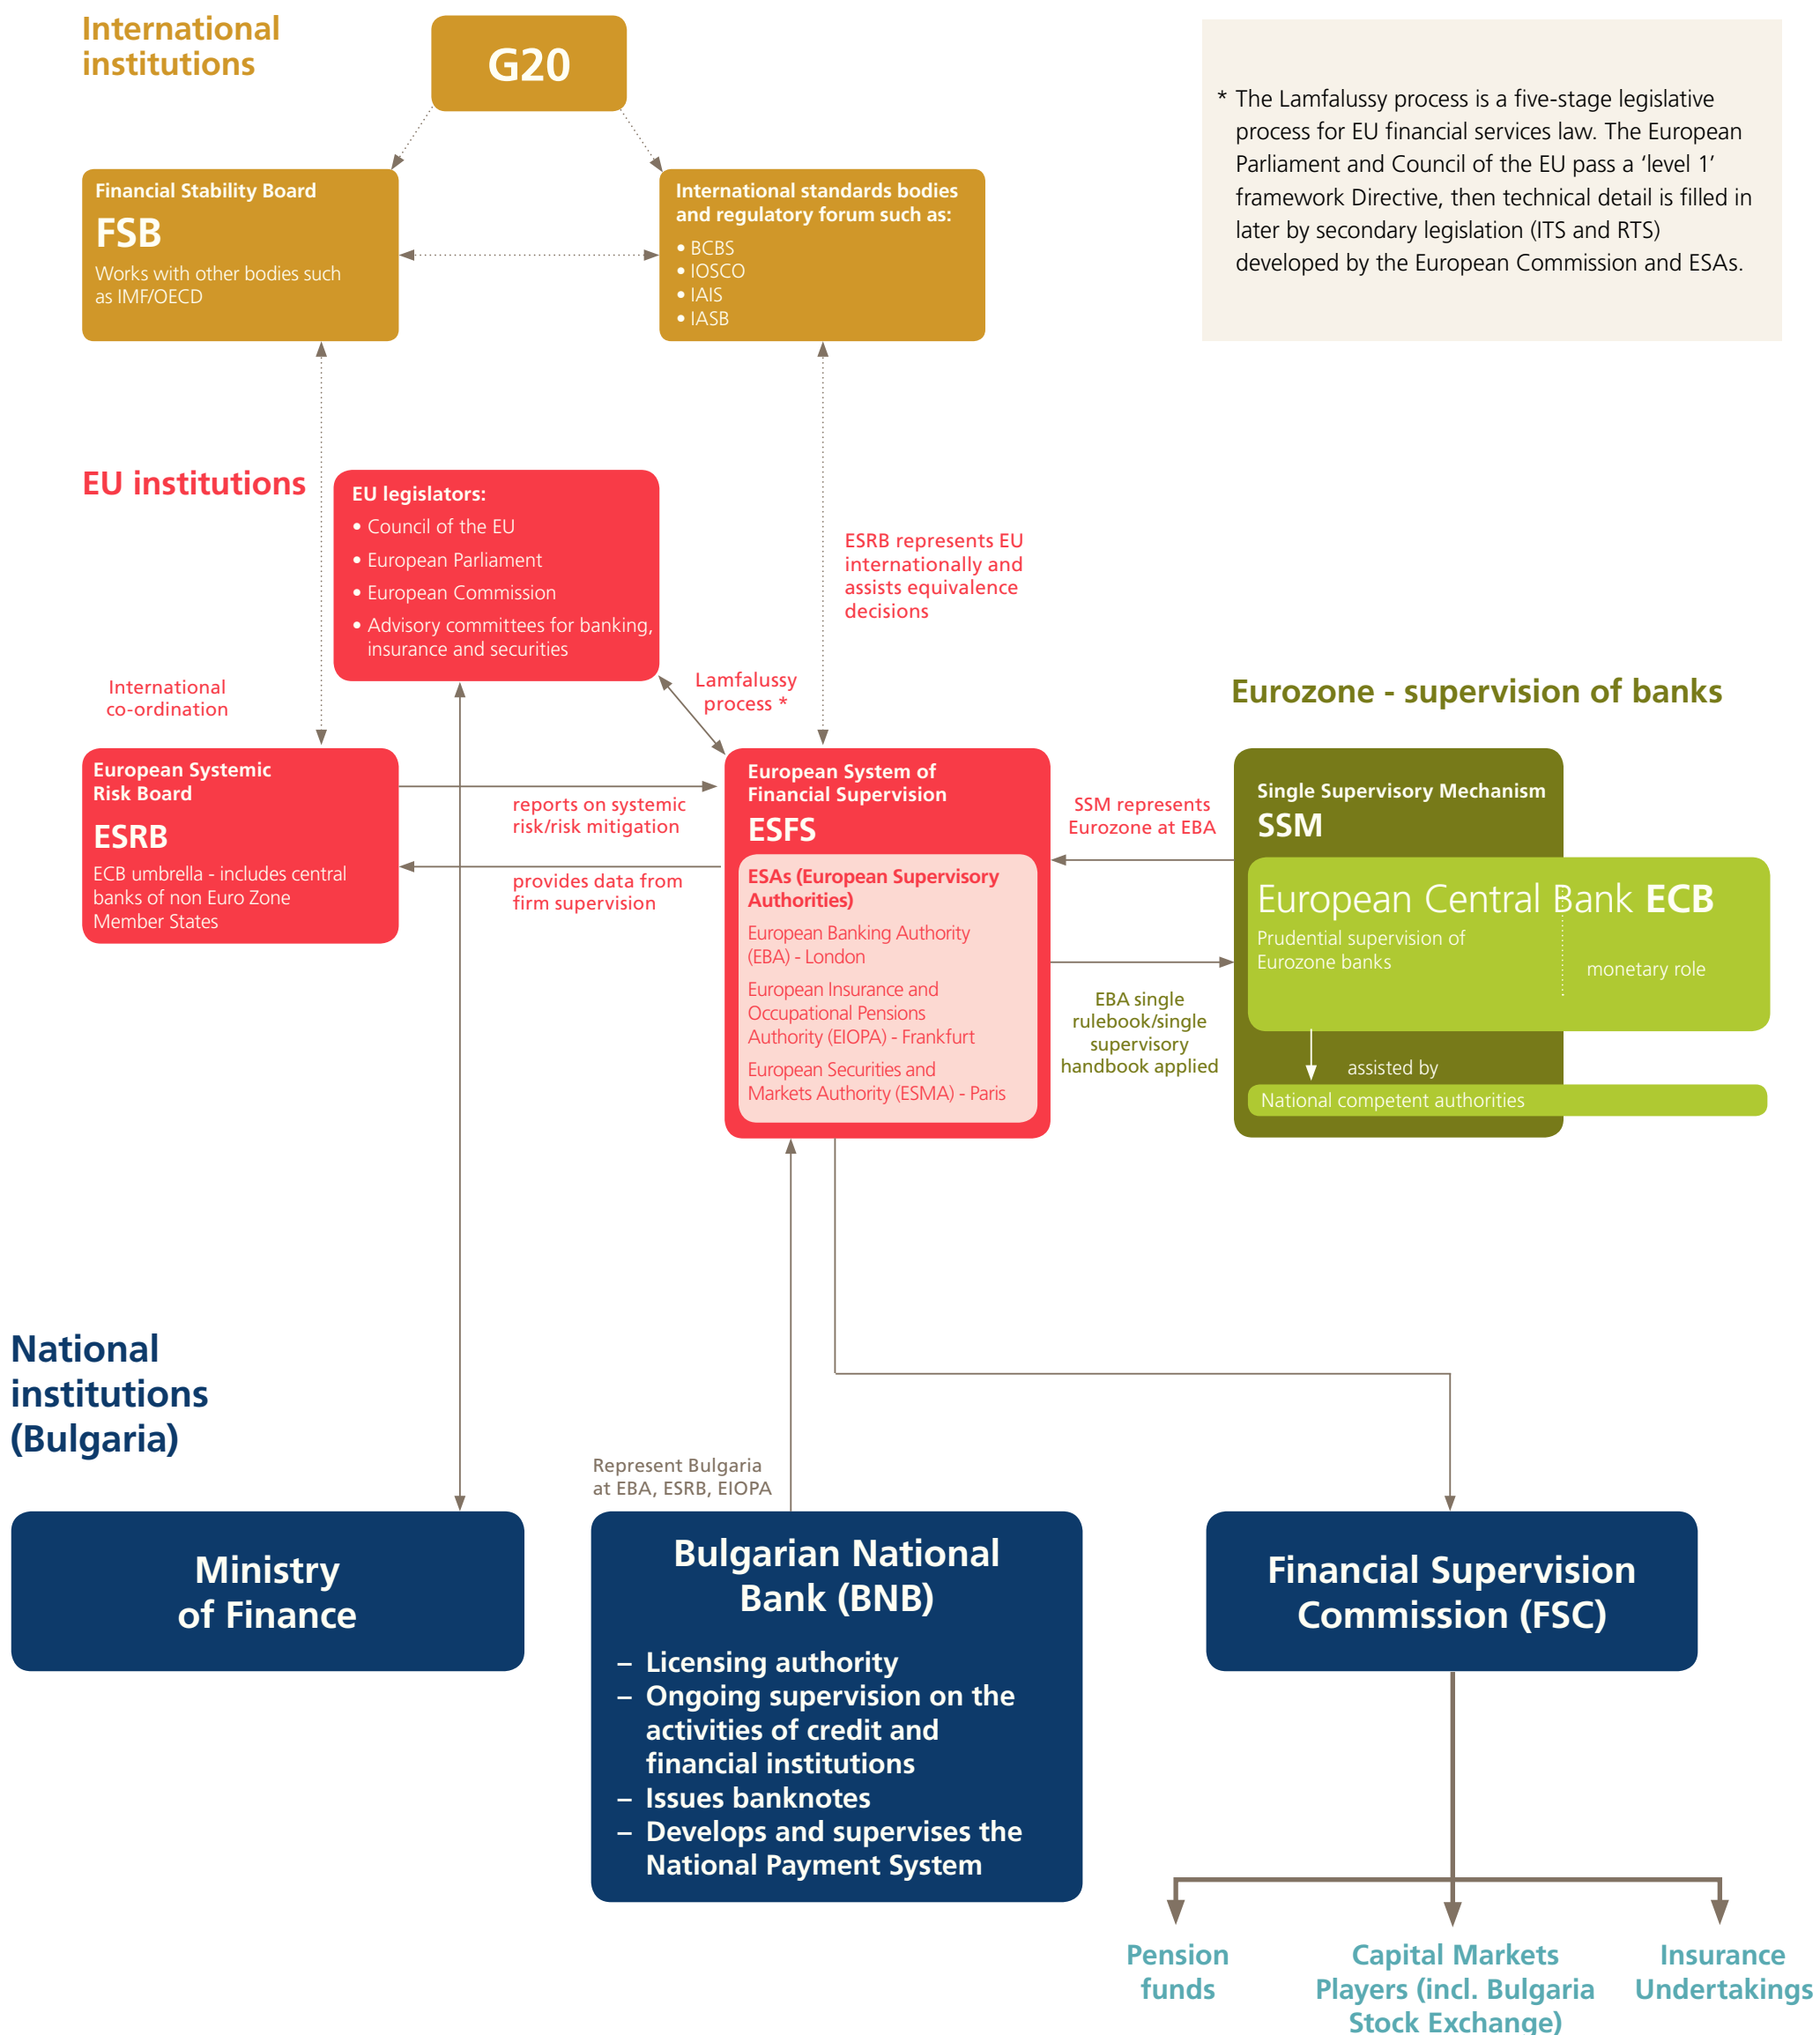 International
institutions
G20
* The Lamfalussy process is a five-stage legislative
process for EU financial services law. The European
Parliament and Council of the EU pass a ‘level 1’
framework Directive, then technical detail is filled in
later by secondary legislation (ITS and RTS)
developed by the European Commission and ESAs.
Financial Stability Board
FSB
Works with other bodies such
as IMF/OECD
International standards bodies
and regulatory forum such as:
• BCBS
• IOSCO
• IAIS
• IASB
EU institutions
EU legislators:
• Council of the EU
• European Parliament
• European Commission
• Advisory committees for banking,
insurance and securities
ESRB represents EU
internationally and
assists equivalence
decisions
International
co-ordination
Lamfalussy
process *
Eurozone - supervision of banks
European Systemic
Risk Board
ESRB
ECB umbrella - includes central
banks of non Euro Zone
Member States
reports on systemic
risk/risk mitigation
provides data from
firm supervision
European System of
Financial Supervision
ESFS
ESAs (European Supervisory
Authorities)
European Banking Authority
(EBA) - London
European Insurance and
Occupational Pensions
Authority (EIOPA) - Frankfurt
European Securities and
Markets Authority (ESMA) - Paris
SSM represents
Eurozone at EBA
EBA single
rulebook/single
supervisory
handbook applied
Single Supervisory Mechanism
SSM
European Central Bank ECB
Prudential supervision of
Eurozone banks
monetary role
assisted by
National competent authorities
National
institutions
(Bulgaria)
Represent Bulgaria
at EBA, ESRB, EIOPA
Ministry
of Finance
Bulgarian National
Bank (BNB)
– Licensing authority
– Ongoing supervision on the
activities of credit and
financial institutions
– Issues banknotes
– Develops and supervises the
National Payment System
Financial Supervision
Commission (FSC)
Pension
funds
Capital Markets
Players (incl. Bulgaria
Stock Exchange)
Insurance
Undertakings